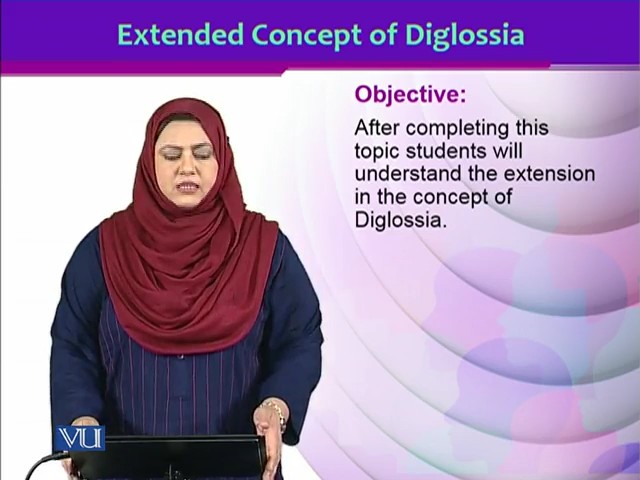 Extended Concept of Diglossia
Objective:
After completing this
topic students will
understand the extension
in the concept of
Diglossia.
VU